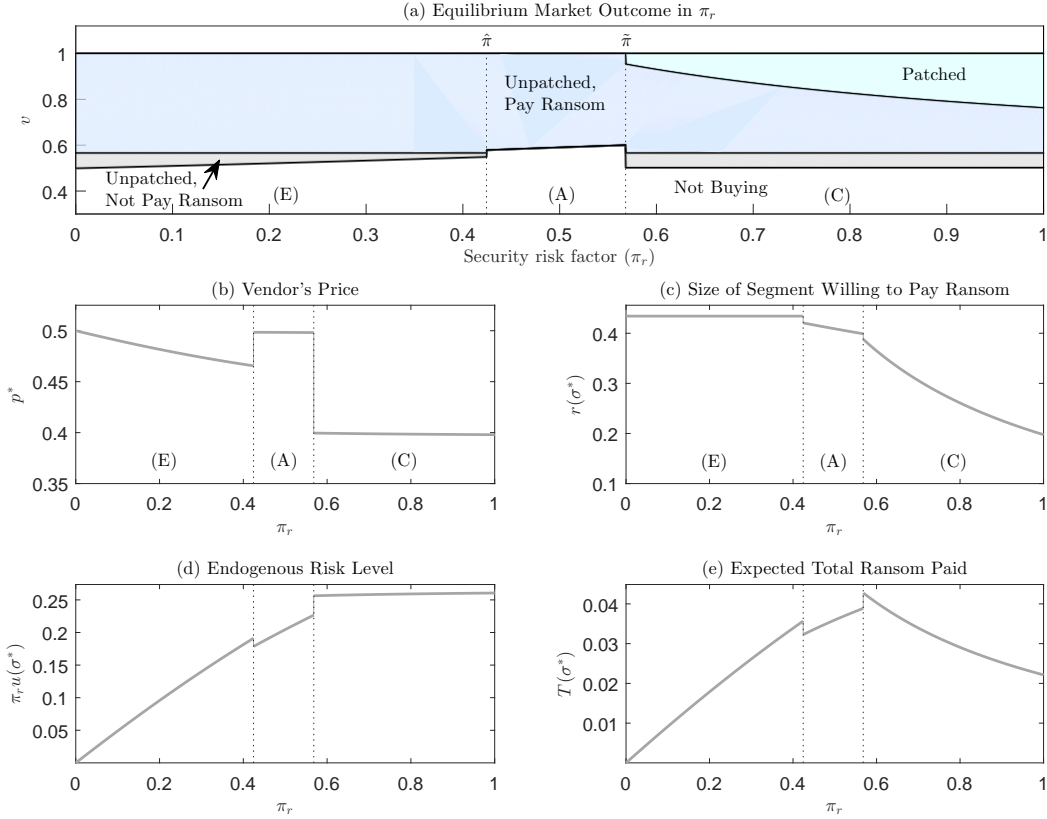 (a) Equilibrium Market Outcome in π_r
π̂ π̃
1
0.8
0.6
0.4
v
Unpatched,
Pay Ransom
Patched
Unpatched,
Not Pay Ransom
(E)
(A)
Not Buying
(C)
0 0.1 0.2 0.3 0.4 0.5 0.6 0.7 0.8 0.9 1
Security risk factor (π_r)
(b) Vendor's Price
0.5
0.45
0.4
0.35
p*
(E) (A) (C)
0 0.2 0.4 0.6 0.8 1
π_r
(c) Size of Segment Willing to Pay Ransom
0.4
0.3
0.2
0.1
r(σ*)
(E) (A) (C)
0 0.2 0.4 0.6 0.8 1
π_r
(d) Endogenous Risk Level
0.25
0.2
0.15
0.1
0.05
π_r u(σ*)
0 0.2 0.4 0.6 0.8 1
π_r
(e) Expected Total Ransom Paid
0.04
0.03
0.02
0.01
T(σ*)
0 0.2 0.4 0.6 0.8 1
π_r